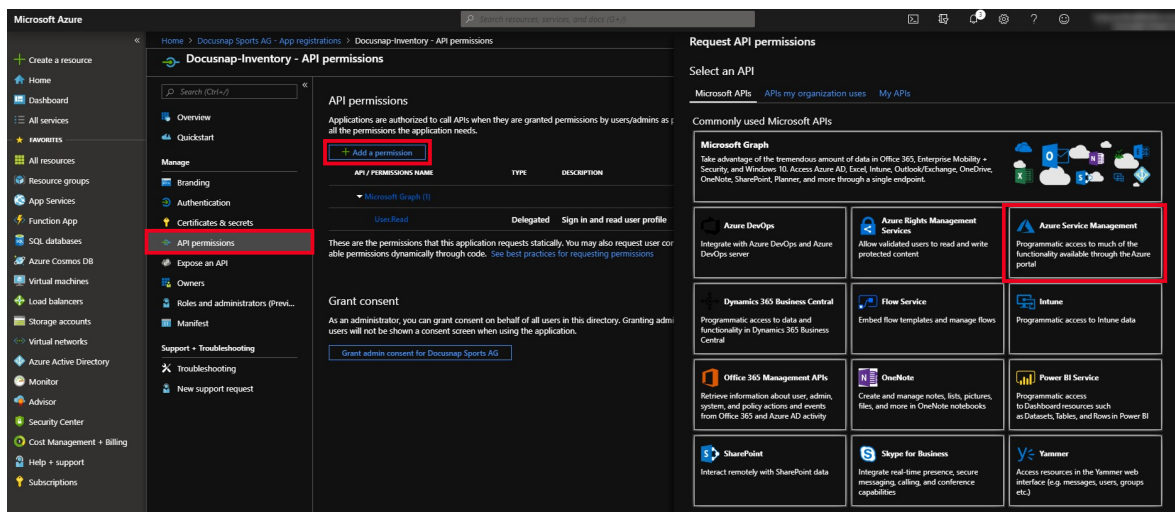 Microsoft Azure
Search resources, services, and docs (G+/)
3
Create a resource
Home
Dashboard
All services
FAVORITES
All resources
Resource groups
App Services
Function App
SQL databases
Azure Cosmos DB
Virtual machines
Load balancers
Storage accounts
Virtual networks
Azure Active Directory
Monitor
Advisor
Security Center
Cost Management + Billing
Help + support
Subscriptions
Home > Docusnap Sports AG - App registrations > Docusnap-Inventory - API permissions
Docusnap-Inventory - API permissions
Search (Ctrl+/)
Overview
Quickstart
Manage
Branding
Authentication
Certificates & secrets
API permissions
Expose an API
Owners
Roles and administrators (Previ...
Manifest
Support + Troubleshooting
Troubleshooting
New support request
API permissions
Applications are authorized to call APIs when they are granted permissions by users/admins as p
all the permissions the application needs.
+ Add a permission
API / PERMISSIONS NAME TYPE DESCRIPTION
Microsoft Graph (1)
User.Read Delegated Sign in and read user profile
These are the permissions that this application requests statically. You may also request user con
able permissions dynamically through code. See best practices for requesting permissions
Grant consent
As an administrator, you can grant consent on behalf of all users in this directory. Granting admi
users will not be shown a consent screen when using the application.
Grant admin consent for Docusnap Sports AG
Request API permissions
Select an API
Microsoft APIs APIs my organization uses My APIs
Commonly used Microsoft APIs
Microsoft Graph
Take advantage of the tremendous amount of data in Office 365, Enterprise Mobility +
Security, and Windows 10. Access Azure AD, Excel, Intune, Outlook/Exchange, OneDrive,
OneNote, SharePoint, Planner, and more through a single endpoint.
Azure DevOps
Integrate with Azure DevOps and Azure
DevOps server
Azure Rights Management
Services
Allow validated users to read and write
protected content
Azure Service Management
Programmatic access to much of the
functionality available through the Azure
portal
Dynamics 365 Business Central
Programmatic access to data and
functionality in Dynamics 365 Business
Central
Flow Service
Embed flow templates and manage flows
Intune
Programmatic access to Intune data
Office 365 Management APIs
Retrieve information about user, admin,
system, and policy actions and events
from Office 365 and Azure AD activity
OneNote
Create and manage notes, lists, pictures,
files, and more in OneNote notebooks
Power BI Service
Programmatic access
to Dashboard resources such
as Datasets, Tables, and Rows in Power BI
SharePoint
Interact remotely with SharePoint data
Skype for Business
Integrate real-time presence, secure
messaging, calling, and conference
capabilities
Yammer
Access resources in the Yammer web
interface (e.g. messages, users, groups
etc.)